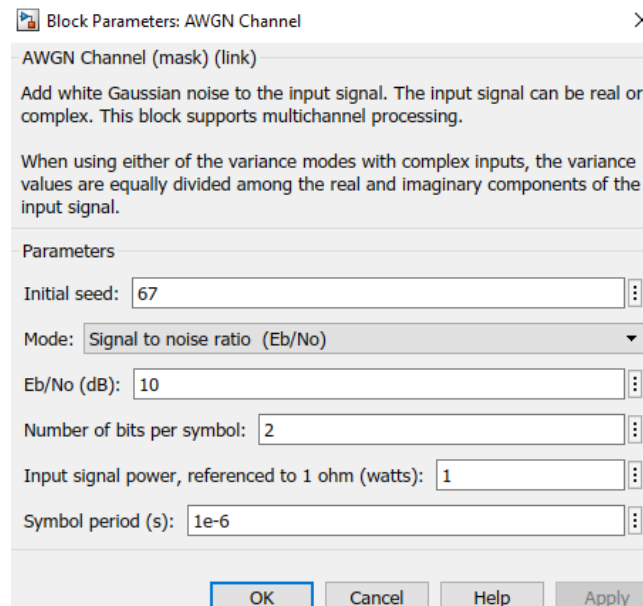 Block Parameters: AWGN Channel
AWGN Channel (mask) (link)
Add white Gaussian noise to the input signal. The input signal can be real or
complex. This block supports multichannel processing.
When using either of the variance modes with complex inputs, the variance
values are equally divided among the real and imaginary components of the
input signal.
Parameters
Initial seed: 67
Mode: Signal to noise ratio (Eb/No)
Eb/No (dB): 10
Number of bits per symbol: 2
Input signal power, referenced to 1 ohm (watts): 1
Symbol period (s): 1e-6
OK Cancel Help Apply